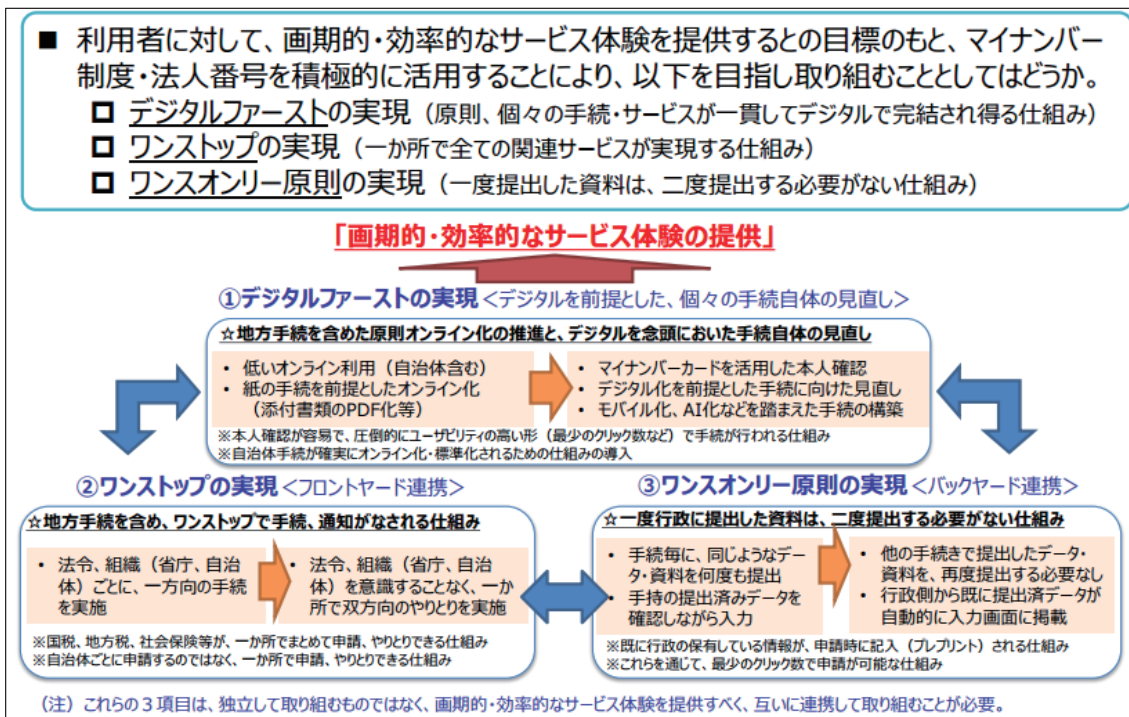 ■ 利用者に対して、画期的・効率的なサービス体験を提供するとの目標のもと、マイナンバー
制度・法人番号を積極的に活用することにより、以下を目指し取り組むこととしてはどうか。
□ デジタルファーストの実現（原則、個々の手続・サービスが一貫してデジタルで完結され得る仕組み）
□ ワンストップの実現（一か所で全ての関連サービスが実現する仕組み）
□ ワンスオンリー原則の実現（一度提出した資料は、二度提出する必要がない仕組み）
「画期的・効率的なサービス体験の提供」
①デジタルファーストの実現＜デジタルを前提とした、個々の手続自体の見直し＞
☆地方手続を含めた原則オンライン化の推進と、デジタルを念頭においた手続自体の見直し
• 低いオンライン利用（自治体含む）
• 紙の手続を前提としたオンライン化
（添付書類のPDF化等）
• マイナンバーカードを活用した本人確認
• デジタル化を前提とした手続に向けた見直し
• モバイル化、AI化などを踏まえた手続の構築
※本人確認が容易で、圧倒的にユーザビリティの高い形（最少のクリック数など）で手続が行われる仕組み
※自治体手続が確実にオンライン化・標準化されるための仕組みの導入
②ワンストップの実現＜フロントヤード連携＞
☆地方手続を含め、ワンストップで手続、通知がなされる仕組み
• 法令、組織（省庁、自治
体）ごとに、一方向の手続
を実施
• 法令、組織（省庁、自治
体）を意識することなく、一か
所で双方向のやりとりを実施
※国税、地方税、社会保険等が、一か所でまとめて申請、やりとりできる仕組み
※自治体ごとに申請するのではなく、一か所で申請、やりとりできる仕組み
③ワンスオンリー原則の実現＜バックヤード連携＞
☆一度行政に提出した資料は、二度提出する必要がない仕組み
• 手続毎に、同じようなデー
タ・資料を何度も提出
• 手持の提出済みデータを
確認しながら入力
• 他の手続きで提出したデータ・
資料を、再度提出する必要なし
• 行政側から既に提出済データが
自動的に入力画面に掲載
※既に行政の保有している情報が、申請時に記入（プレプリント）される仕組み
※これらを通じて、最少のクリック数で申請が可能な仕組み
（注）これらの３項目は、独立して取り組むものではなく、画期的・効率的なサービス体験を提供すべく、互いに連携して取り組むことが必要。